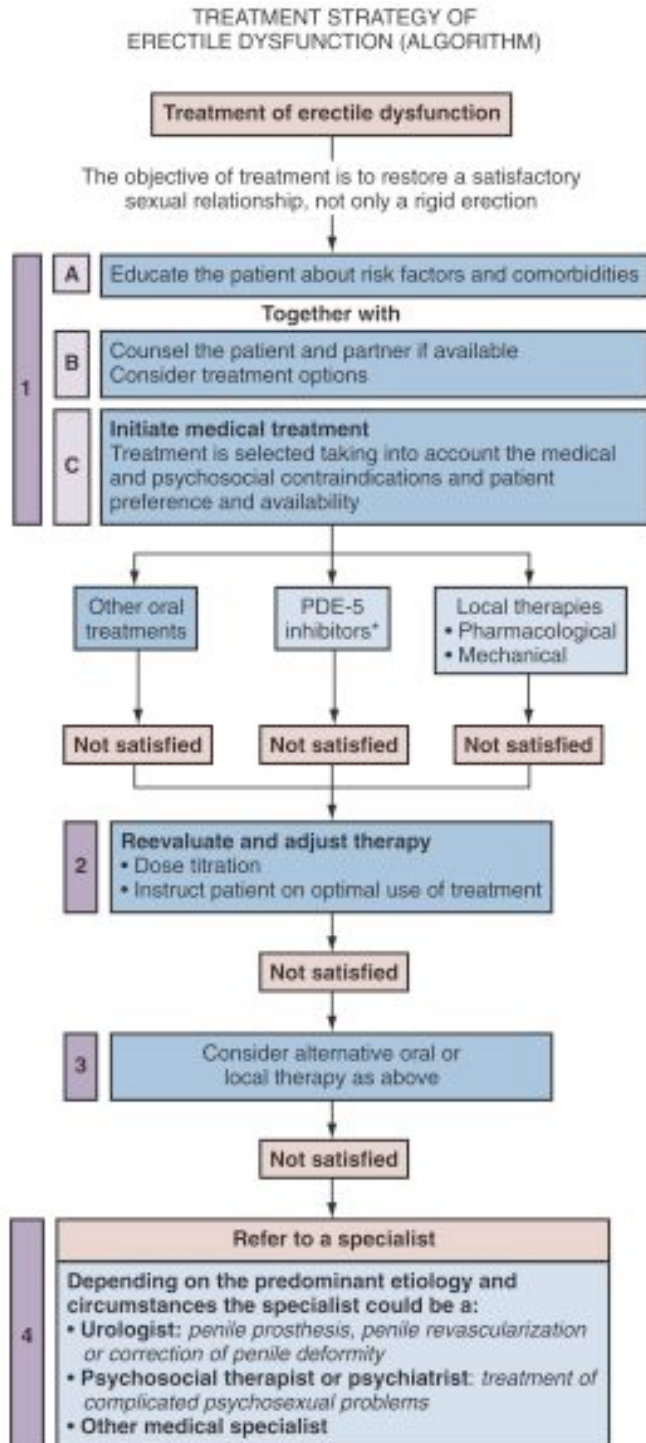 TREATMENT STRATEGY OF
ERECTILE DYSFUNCTION (ALGORITHM)
Treatment of erectile dysfunction
The objective of treatment is to restore a satisfactory
sexual relationship, not only a rigid erection
1
A
Educate the patient about risk factors and comorbidities
Together with
B
Counsel the patient and partner if available
Consider treatment options
C
Initiate medical treatment
Treatment is selected taking into account the medical
and psychosocial contraindications and patient
preference and availability
Other oral
treatments
PDE-5
inhibitors*
Local therapies
• Pharmacological
• Mechanical
Not satisfied
Not satisfied
Not satisfied
2
Reevaluate and adjust therapy
• Dose titration
• Instruct patient on optimal use of treatment
Not satisfied
3
Consider alternative oral or
local therapy as above
Not satisfied
4
Refer to a specialist
Depending on the predominant etiology and
circumstances the specialist could be a:
• Urologist: penile prosthesis, penile revascularization
or correction of penile deformity
• Psychosocial therapist or psychiatrist: treatment of
complicated psychosexual problems
• Other medical specialist